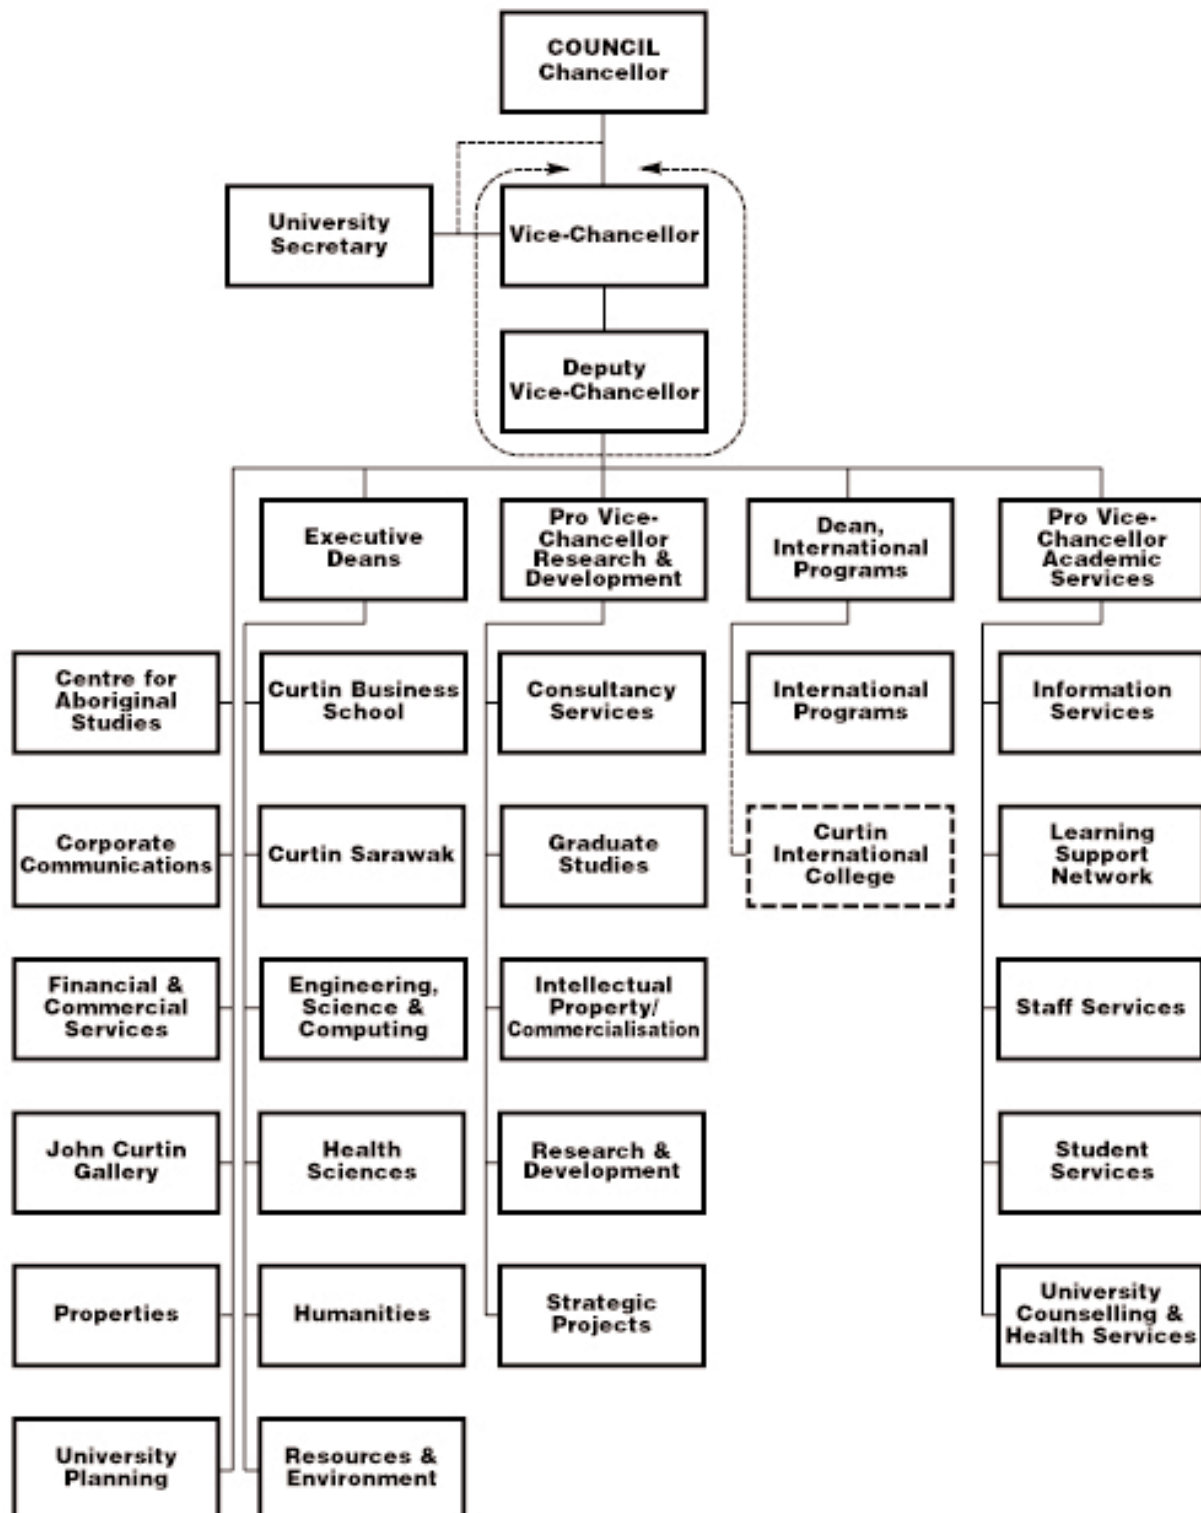 COUNCIL
Chancellor
University
Secretary
Vice-Chancellor
Deputy
Vice-Chancellor
Executive
Deans
Pro Vice-
Chancellor
Research &
Development
Dean,
International
Programs
Pro Vice-
Chancellor
Academic
Services
Centre for
Aboriginal
Studies
Curtin Business
School
Consultancy
Services
International
Programs
Information
Services
Corporate
Communications
Curtin Sarawak
Graduate
Studies
Curtin
International
College
Learning
Support
Network
Financial &
Commercial
Services
Engineering,
Science &
Computing
Intellectual
Property/
Commercialisation
Staff Services
John Curtin
Gallery
Health
Sciences
Research &
Development
Student
Services
Properties
Humanities
Strategic
Projects
University
Counselling &
Health Services
University
Planning
Resources &
Environment